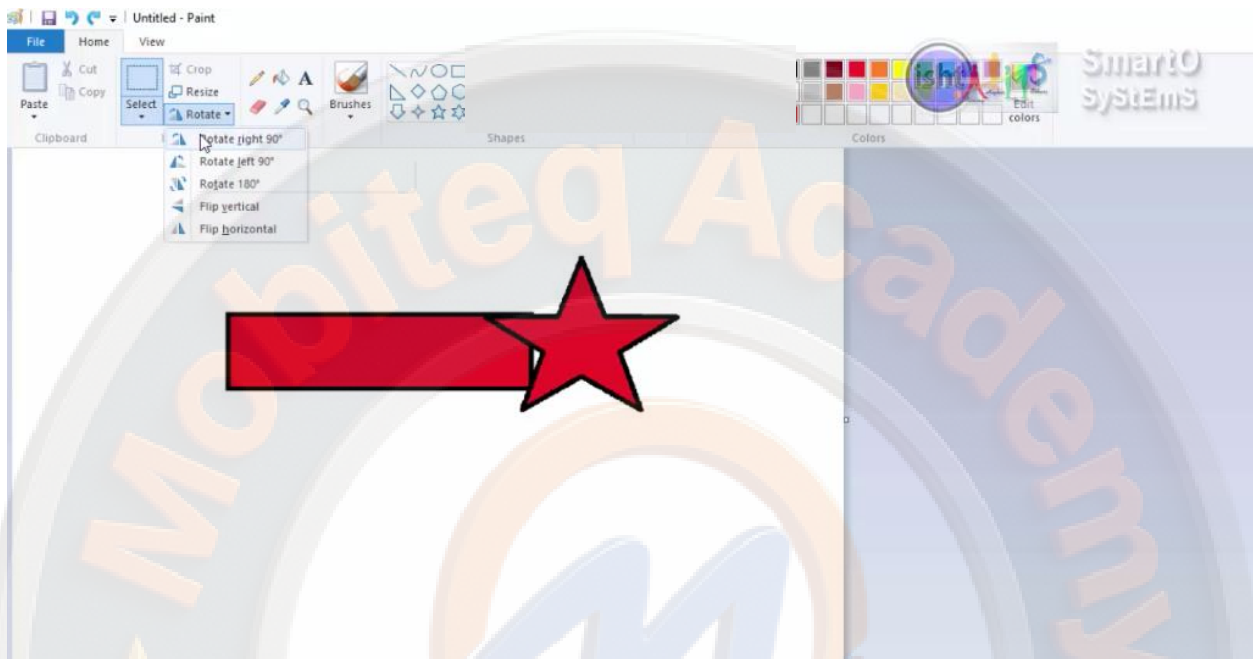 Untitled - Paint
File Home View
Cut
Copy
Paste
Clipboard
Select
Crop
Resize
Rotate
A
Brushes
Shapes
Edit
colors
Colors
Rotate right 90°
Rotate left 90°
Rotate 180°
Flip vertical
Flip horizontal
SmartO
SyStEmS
Mobiteq Academy